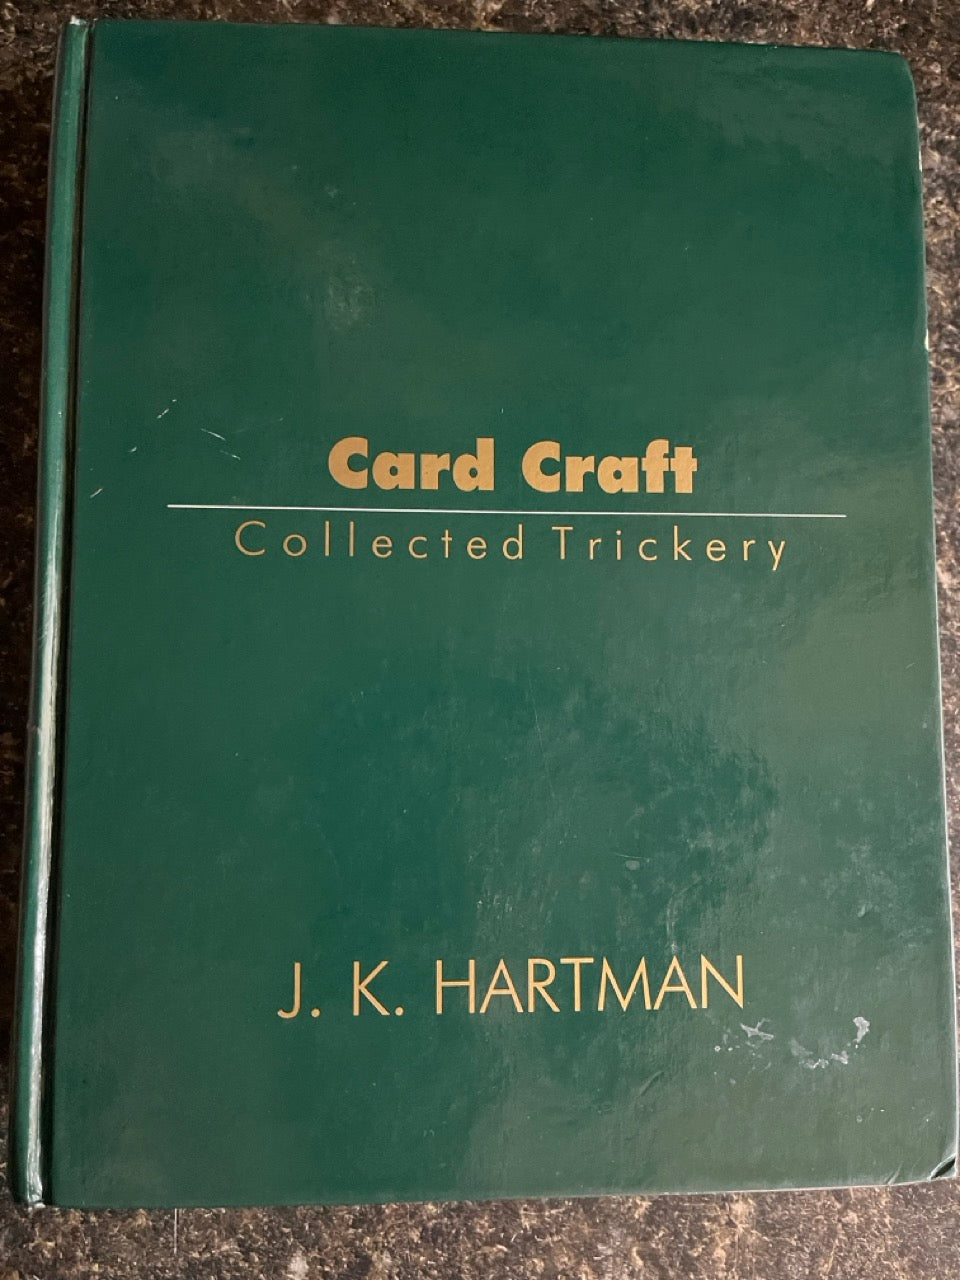 Card Craft
Collected Trickery
J. K. HARTMAN